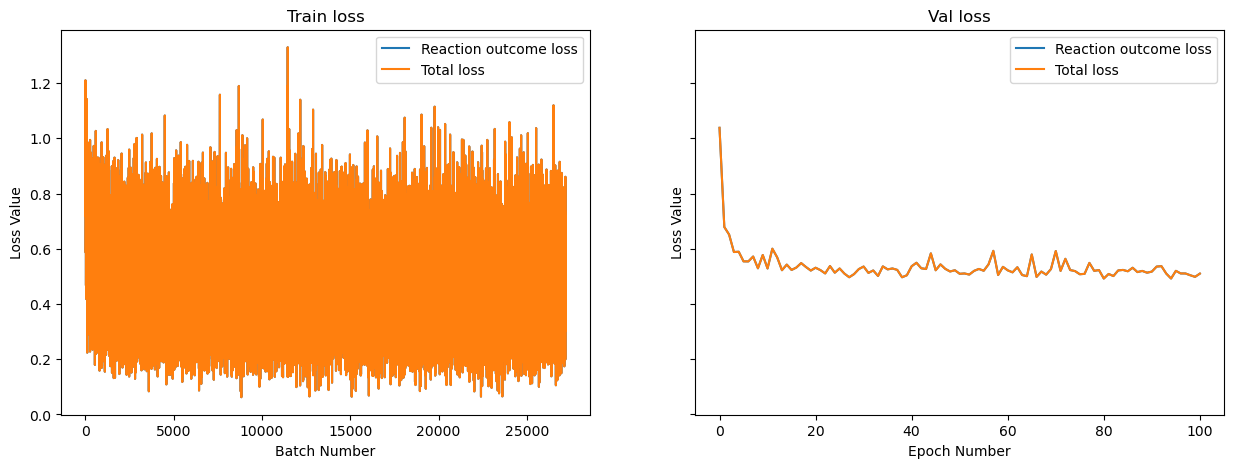 Train loss
Reaction outcome loss
Total loss
1.2
1.0
0.8
0.6
0.4
0.2
0.0
Loss Value
0
5000
10000
15000
20000
25000
Batch Number
Val loss
Reaction outcome loss
Total loss
Loss Value
0
20
40
60
80
100
Epoch Number